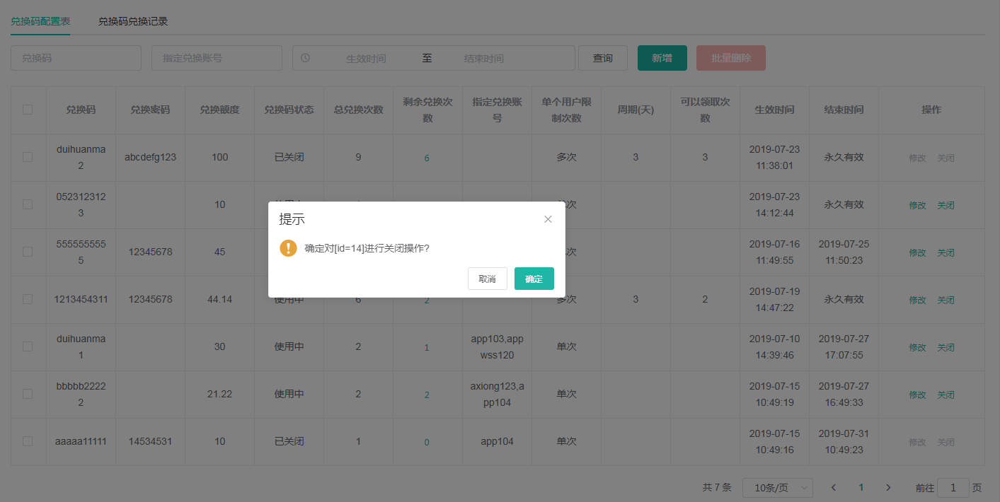 兑换码配置表 兑换码兑换记录
兑换码 指定兑换账号 生效时间 至 结束时间 查询 新增 批量删除
兑换码 兑换密码 兑换额度 兑换码状态 总兑换次数 剩余兑换次数 指定兑换账号 单个用户限制次数 周期(天) 可以领取次数 生效时间 结束时间 操作
duihuanma2 abcdefg123 100 已关闭 9 6 多次 3 3 2019-07-23 11:38:01 永久有效 修改 关闭
0523123123 10 次 2019-07-23 14:12:44 永久有效 修改 关闭
5555555555 12345678 45 次 2019-07-16 11:49:55 2019-07-25 11:50:23 修改 关闭
提示
确定对[id=14]进行关闭操作?
取消 确定
1213454311 12345678 44.14 使用中 6 2 多次 3 2 2019-07-19 14:47:22 永久有效 修改 关闭
duihuanma1 30 使用中 2 1 app103,appwss120 单次 2019-07-10 14:39:46 2019-07-27 17:07:55 修改 关闭
bbbbb22222 21.22 使用中 2 2 axiong123,app104 单次 2019-07-15 10:49:19 2019-07-27 16:49:33 修改 关闭
aaaaa11111 14534531 10 已关闭 1 0 app104 单次 2019-07-15 10:49:16 2019-07-31 10:49:23 修改 关闭
共 7 条 10条/页 1 前往 1 页